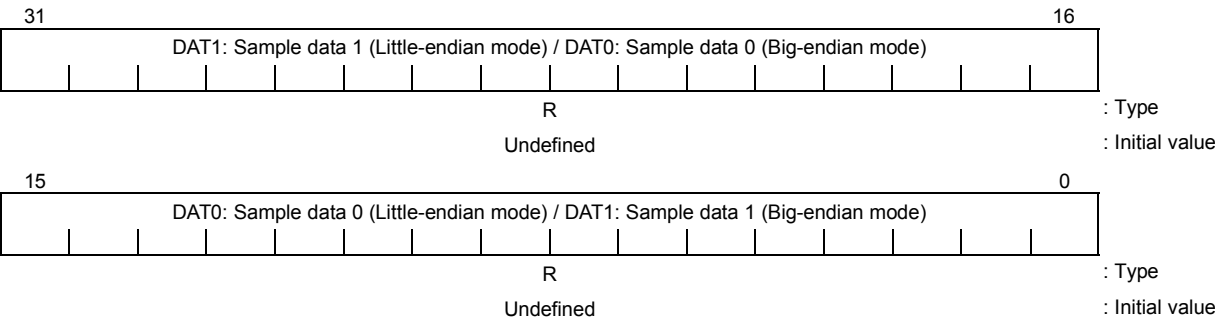 31 16
DAT1: Sample data 1 (Little-endian mode) / DAT0: Sample data 0 (Big-endian mode)
R : Type
Undefined : Initial value
15 0
DAT0: Sample data 0 (Little-endian mode) / DAT1: Sample data 1 (Big-endian mode)
R : Type
Undefined : Initial value